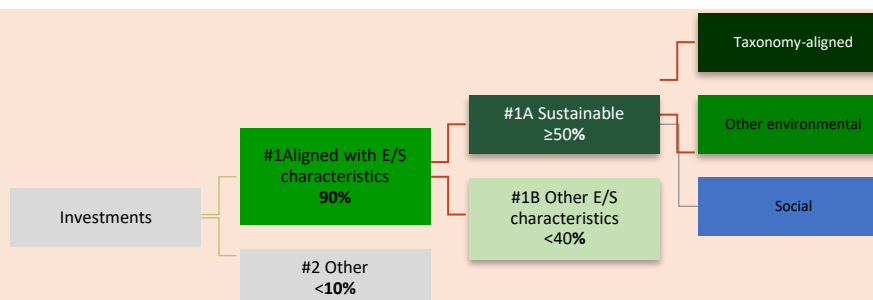 Taxonomy-aligned
#1A Sustainable
≥50%
Other environmental
#1Aligned with E/S
characteristics
90%
Investments
#1B Other E/S
characteristics
<40%
Social
#2 Other
<10%